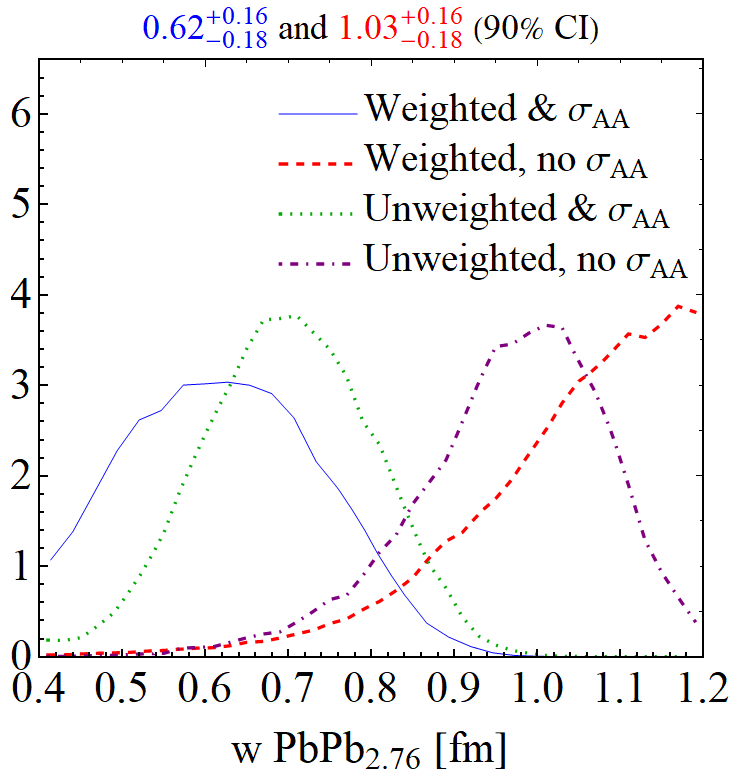 0.62+0.16−0.18 and 1.03+0.16−0.18 (90% CI)
6
5
4
3
2
1
0
Weighted & σAA
Weighted, no σAA
Unweighted & σAA
Unweighted, no σAA
0.4 0.5 0.6 0.7 0.8 0.9 1.0 1.1 1.2
w PbPb2.76 [fm]